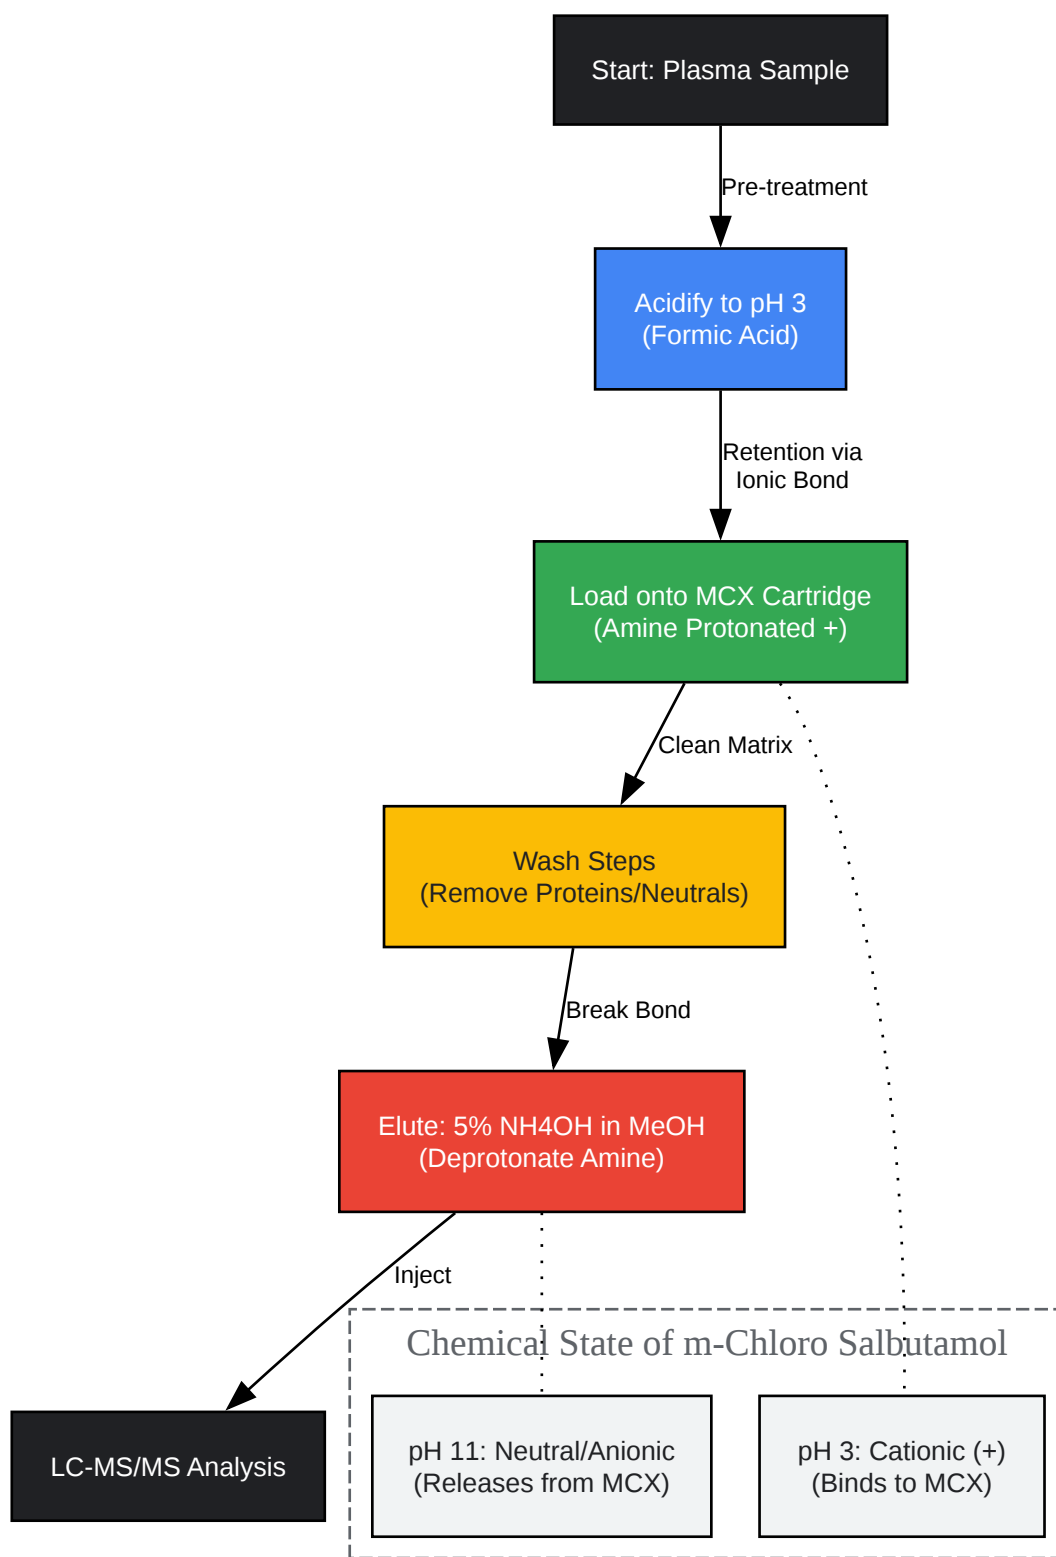 Start: Plasma Sample
Pre-treatment
Acidify to pH 3
(Formic Acid)
Retention via
Ionic Bond
Load onto MCX Cartridge
(Amine Protonated +)
Clean Matrix
Wash Steps
(Remove Proteins/Neutrals)
Break Bond
Elute: 5% NH4OH in MeOH
(Deprotonate Amine)
Inject
Chemical State of m-Chloro Salbutamol
LC-MS/MS Analysis
pH 11: Neutral/Anionic
(Releases from MCX)
pH 3: Cationic (+)
(Binds to MCX)